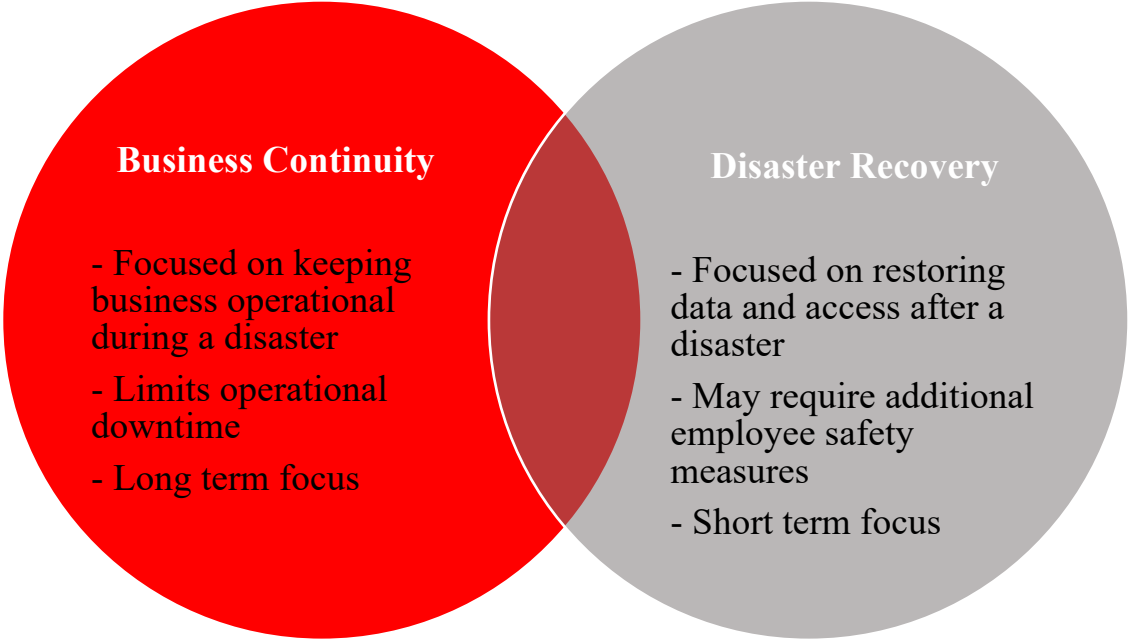 Business Continuity
- Focused on keeping
business operational
during a disaster
- Limits operational
downtime
- Long term focus
Disaster Recovery
- Focused on restoring
data and access after a
disaster
- May require additional
employee safety
measures
- Short term focus